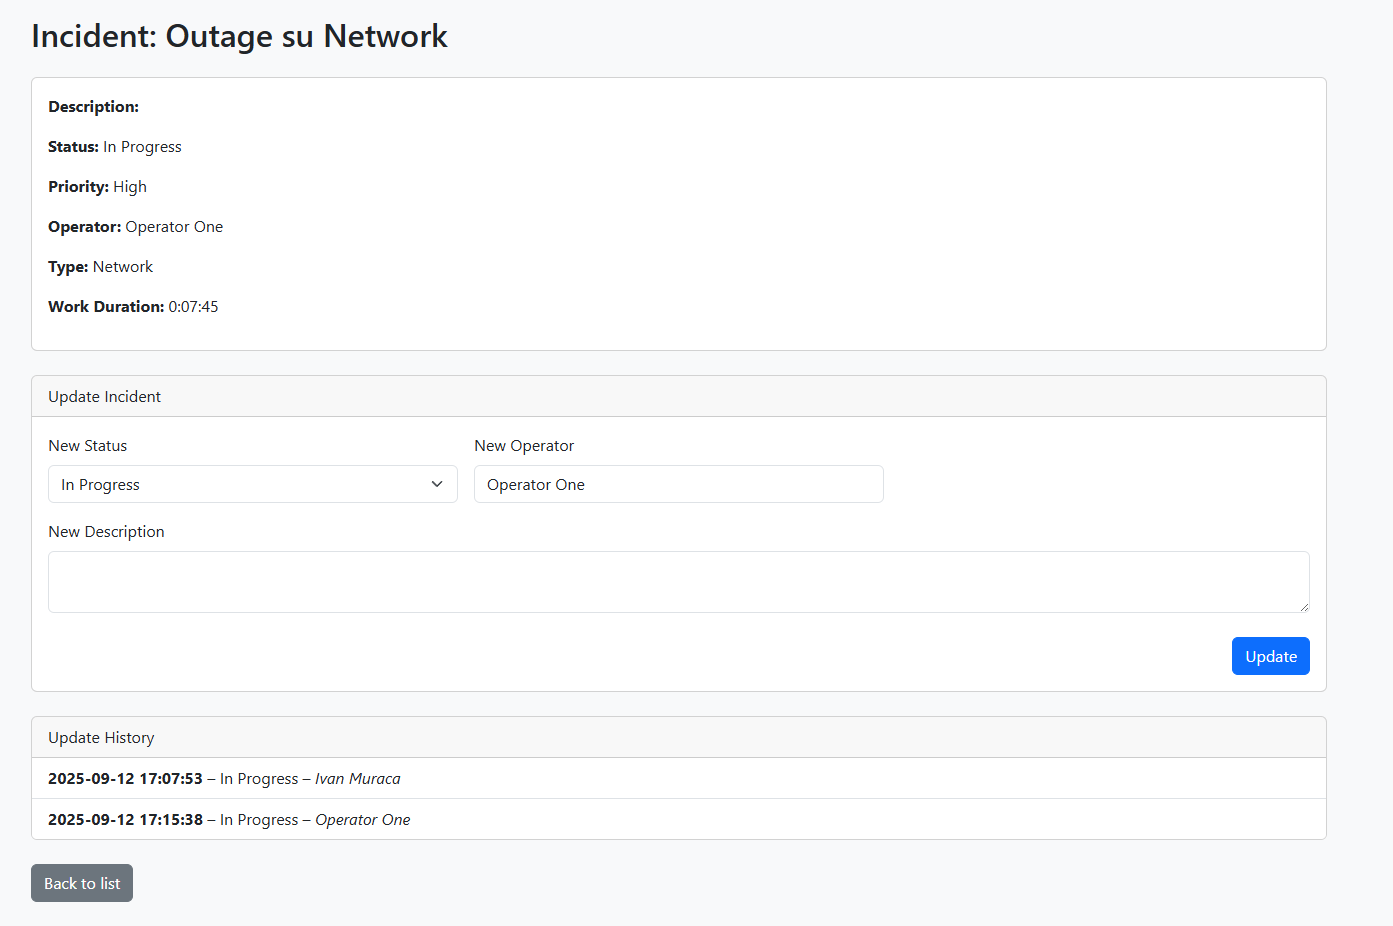 Incident: Outage su Network
Description:
Status: In Progress
Priority: High
Operator: Operator One
Type: Network
Work Duration: 0:07:45
Update Incident
New Status
New Operator
In Progress
Operator One
New Description
Update
Update History
2025-09-12 17:07:53 – In Progress – Ivan Muraca
2025-09-12 17:15:38 – In Progress – Operator One
Back to list